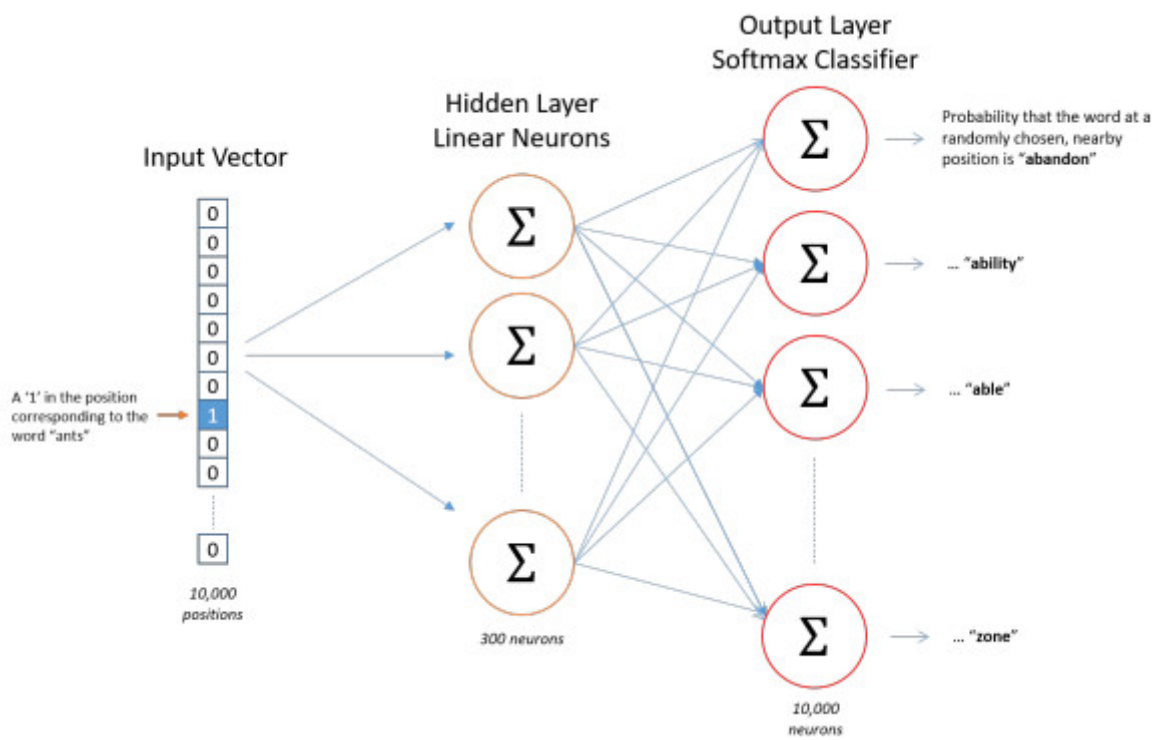 Output Layer
Softmax Classifier
Hidden Layer
Linear Neurons
Input Vector
0
0
0
0
0
0
0
1
0
0
0
A ‘1’ in the position
corresponding to the
word “ants”
10,000
positions
Σ
Σ
Σ
300 neurons
Σ
Σ
Σ
Σ
10,000
neurons
Probability that the word at a
randomly chosen, nearby
position is “abandon”
... “ability”
... “able”
... “zone”